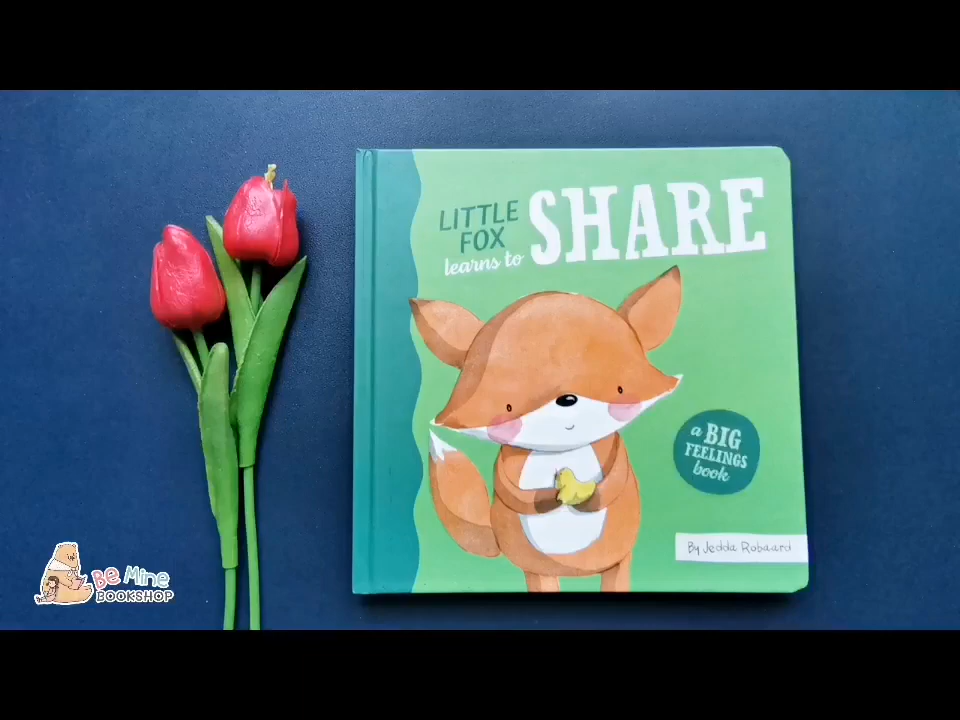 LITTLE
FOX
learns to
SHARE
a BIG
FEELINGS
book
By Jedda Robaard
Be Mine
BOOKSHOP